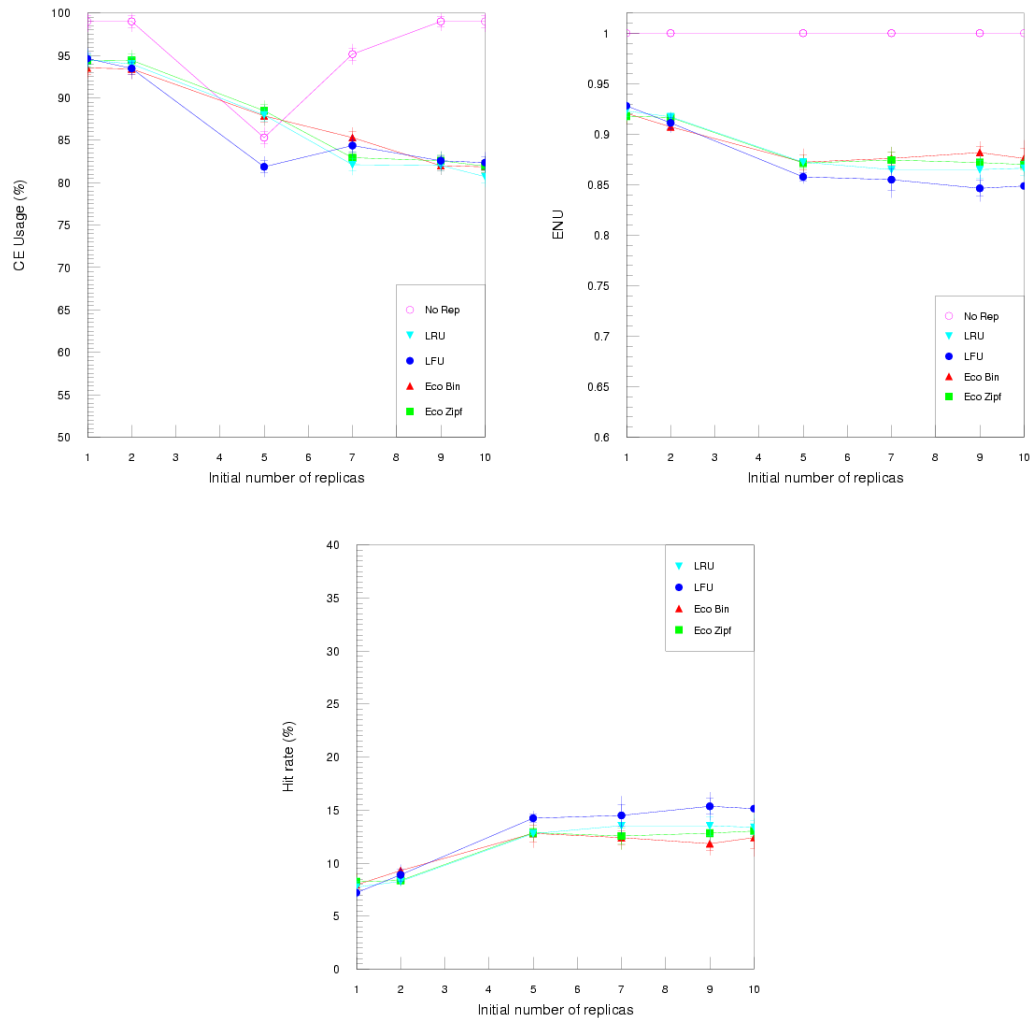 100
95
90
85
80
75
70
65
60
55
50
CE Usage (%)
No Rep
LRU
LFU
Eco Bin
Eco Zipf
1 2 3 4 5 6 7 8 9 10
Initial number of replicas
1
0.95
0.9
0.85
0.8
0.75
0.7
0.65
0.6
ENU
No Rep
LRU
LFU
Eco Bin
Eco Zipf
1 2 3 4 5 6 7 8 9 10
Initial number of replicas
40
35
30
25
20
15
10
5
0
Hit rate (%)
LRU
LFU
Eco Bin
Eco Zipf
1 2 3 4 5 6 7 8 9 10
Initial number of replicas